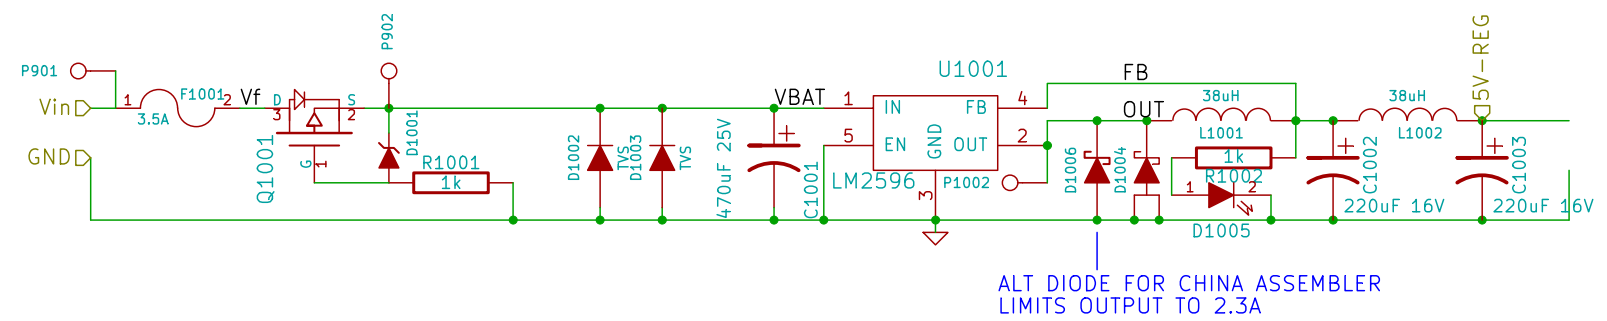 P901
Vin
GND
1
F1001
2
3.5A
Vf
D
S
3
2
Q1001
G
1
P902
D1001
R1001
1k
D1002
TVS
D1003
TVS
470uF 25V
C1001
VBAT
U1001
1
IN
FB
4
5
EN
GND
OUT
2
LM2596
3
P1002
FB
OUT
D1006
D1004
38uH
L1001
1k
R1002
1
2
D1005
C1002
220uF 16V
38uH
L1002
5V-REG
C1003
220uF 16V
ALT DIODE FOR CHINA ASSEMBLER
LIMITS OUTPUT TO 2.3A